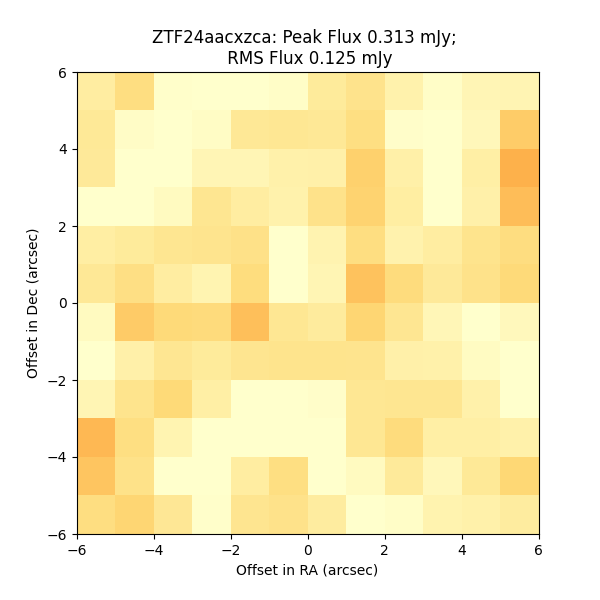 ZTF24aacxzca: Peak Flux 0.313 mJy;
RMS Flux 0.125 mJy
6
4
2
0
−2
−4
−6
Offset in Dec (arcsec)
−6 −4 −2 0 2 4 6
Offset in RA (arcsec)